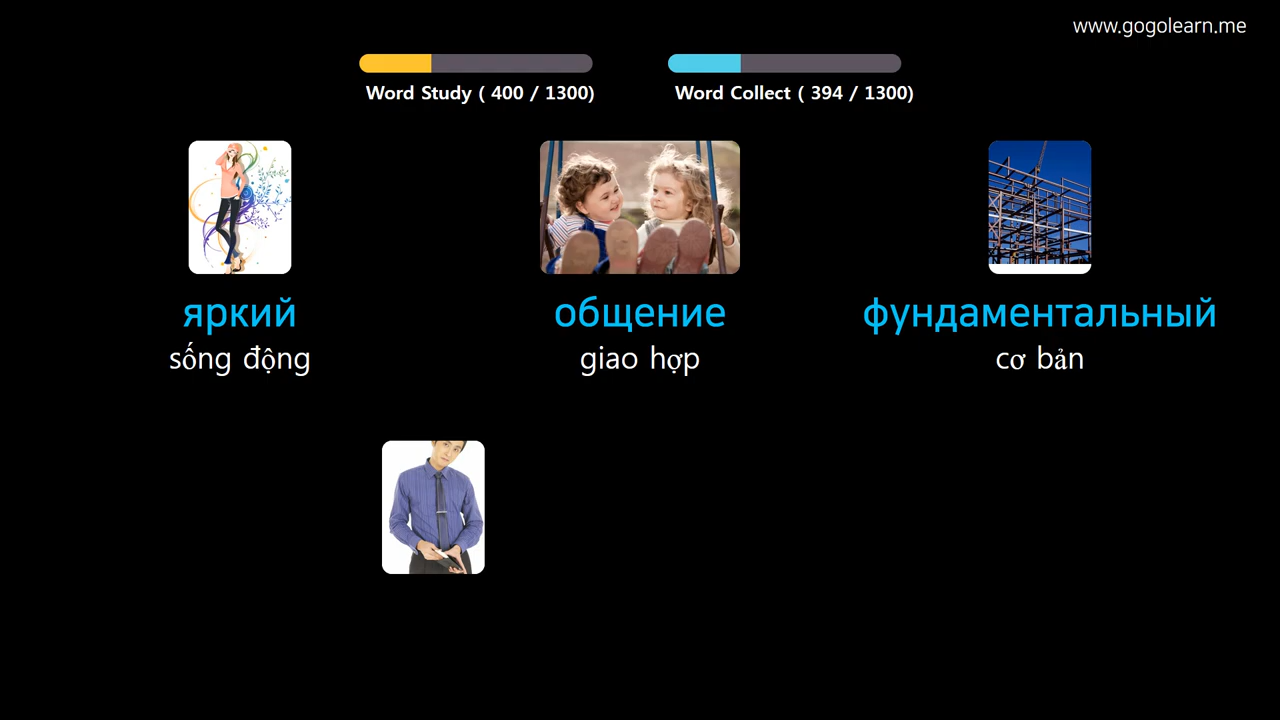 www.gogolearn.me
Word Study ( 400 / 1300)
Word Collect ( 394 / 1300)
яркий
общение
фундаментальный
sống động
giao hợp
cơ bản